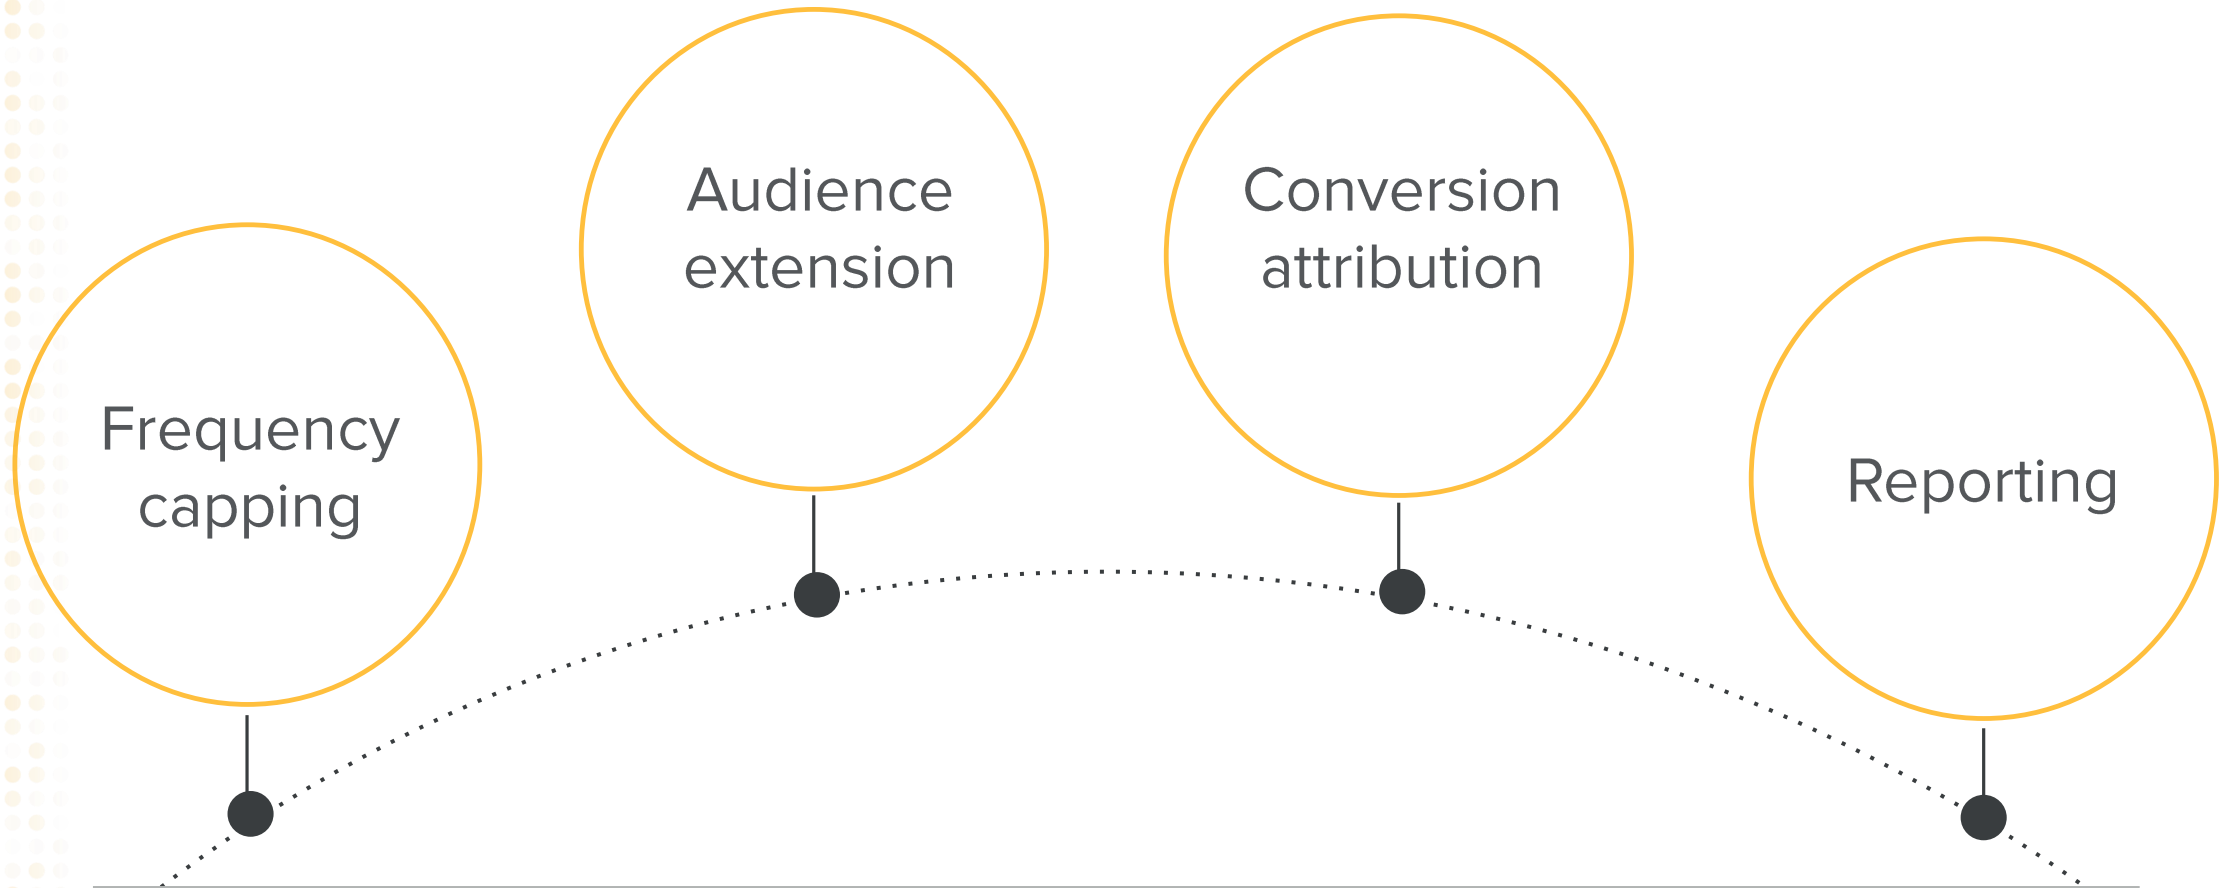 Frequency
capping
Audience
extension
Conversion
attribution
Reporting